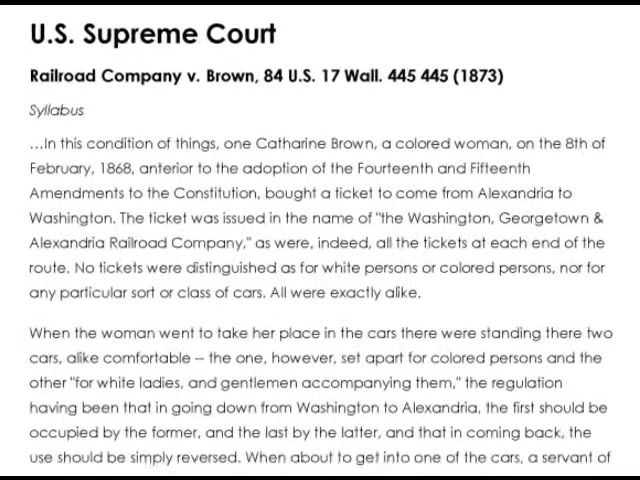 U.S. Supreme Court
Railroad Company v. Brown, 84 U.S. 17 Wall. 445 445 (1873)
Syllabus
...In this condition of things, one Catharine Brown, a colored woman, on the 8th of
February, 1868, anterior to the adoption of the Fourteenth and Fifteenth
Amendments to the Constitution, bought a ticket to come from Alexandria to
Washington. The ticket was issued in the name of "the Washington, Georgetown &
Alexandria Railroad Company," as were, indeed, all the tickets at each end of the
route. No tickets were distinguished as for white persons or colored persons, nor for
any particular sort or class of cars. All were exactly alike.
When the woman went to take her place in the cars there were standing there two
cars, alike comfortable -- the one, however, set apart for colored persons and the
other "for white ladies, and gentlemen accompanying them," the regulation
having been that in going down from Washington to Alexandria, the first should be
occupied by the former, and the last by the latter, and that in coming back, the
use should be simply reversed. When about to get into one of the cars, a servant of